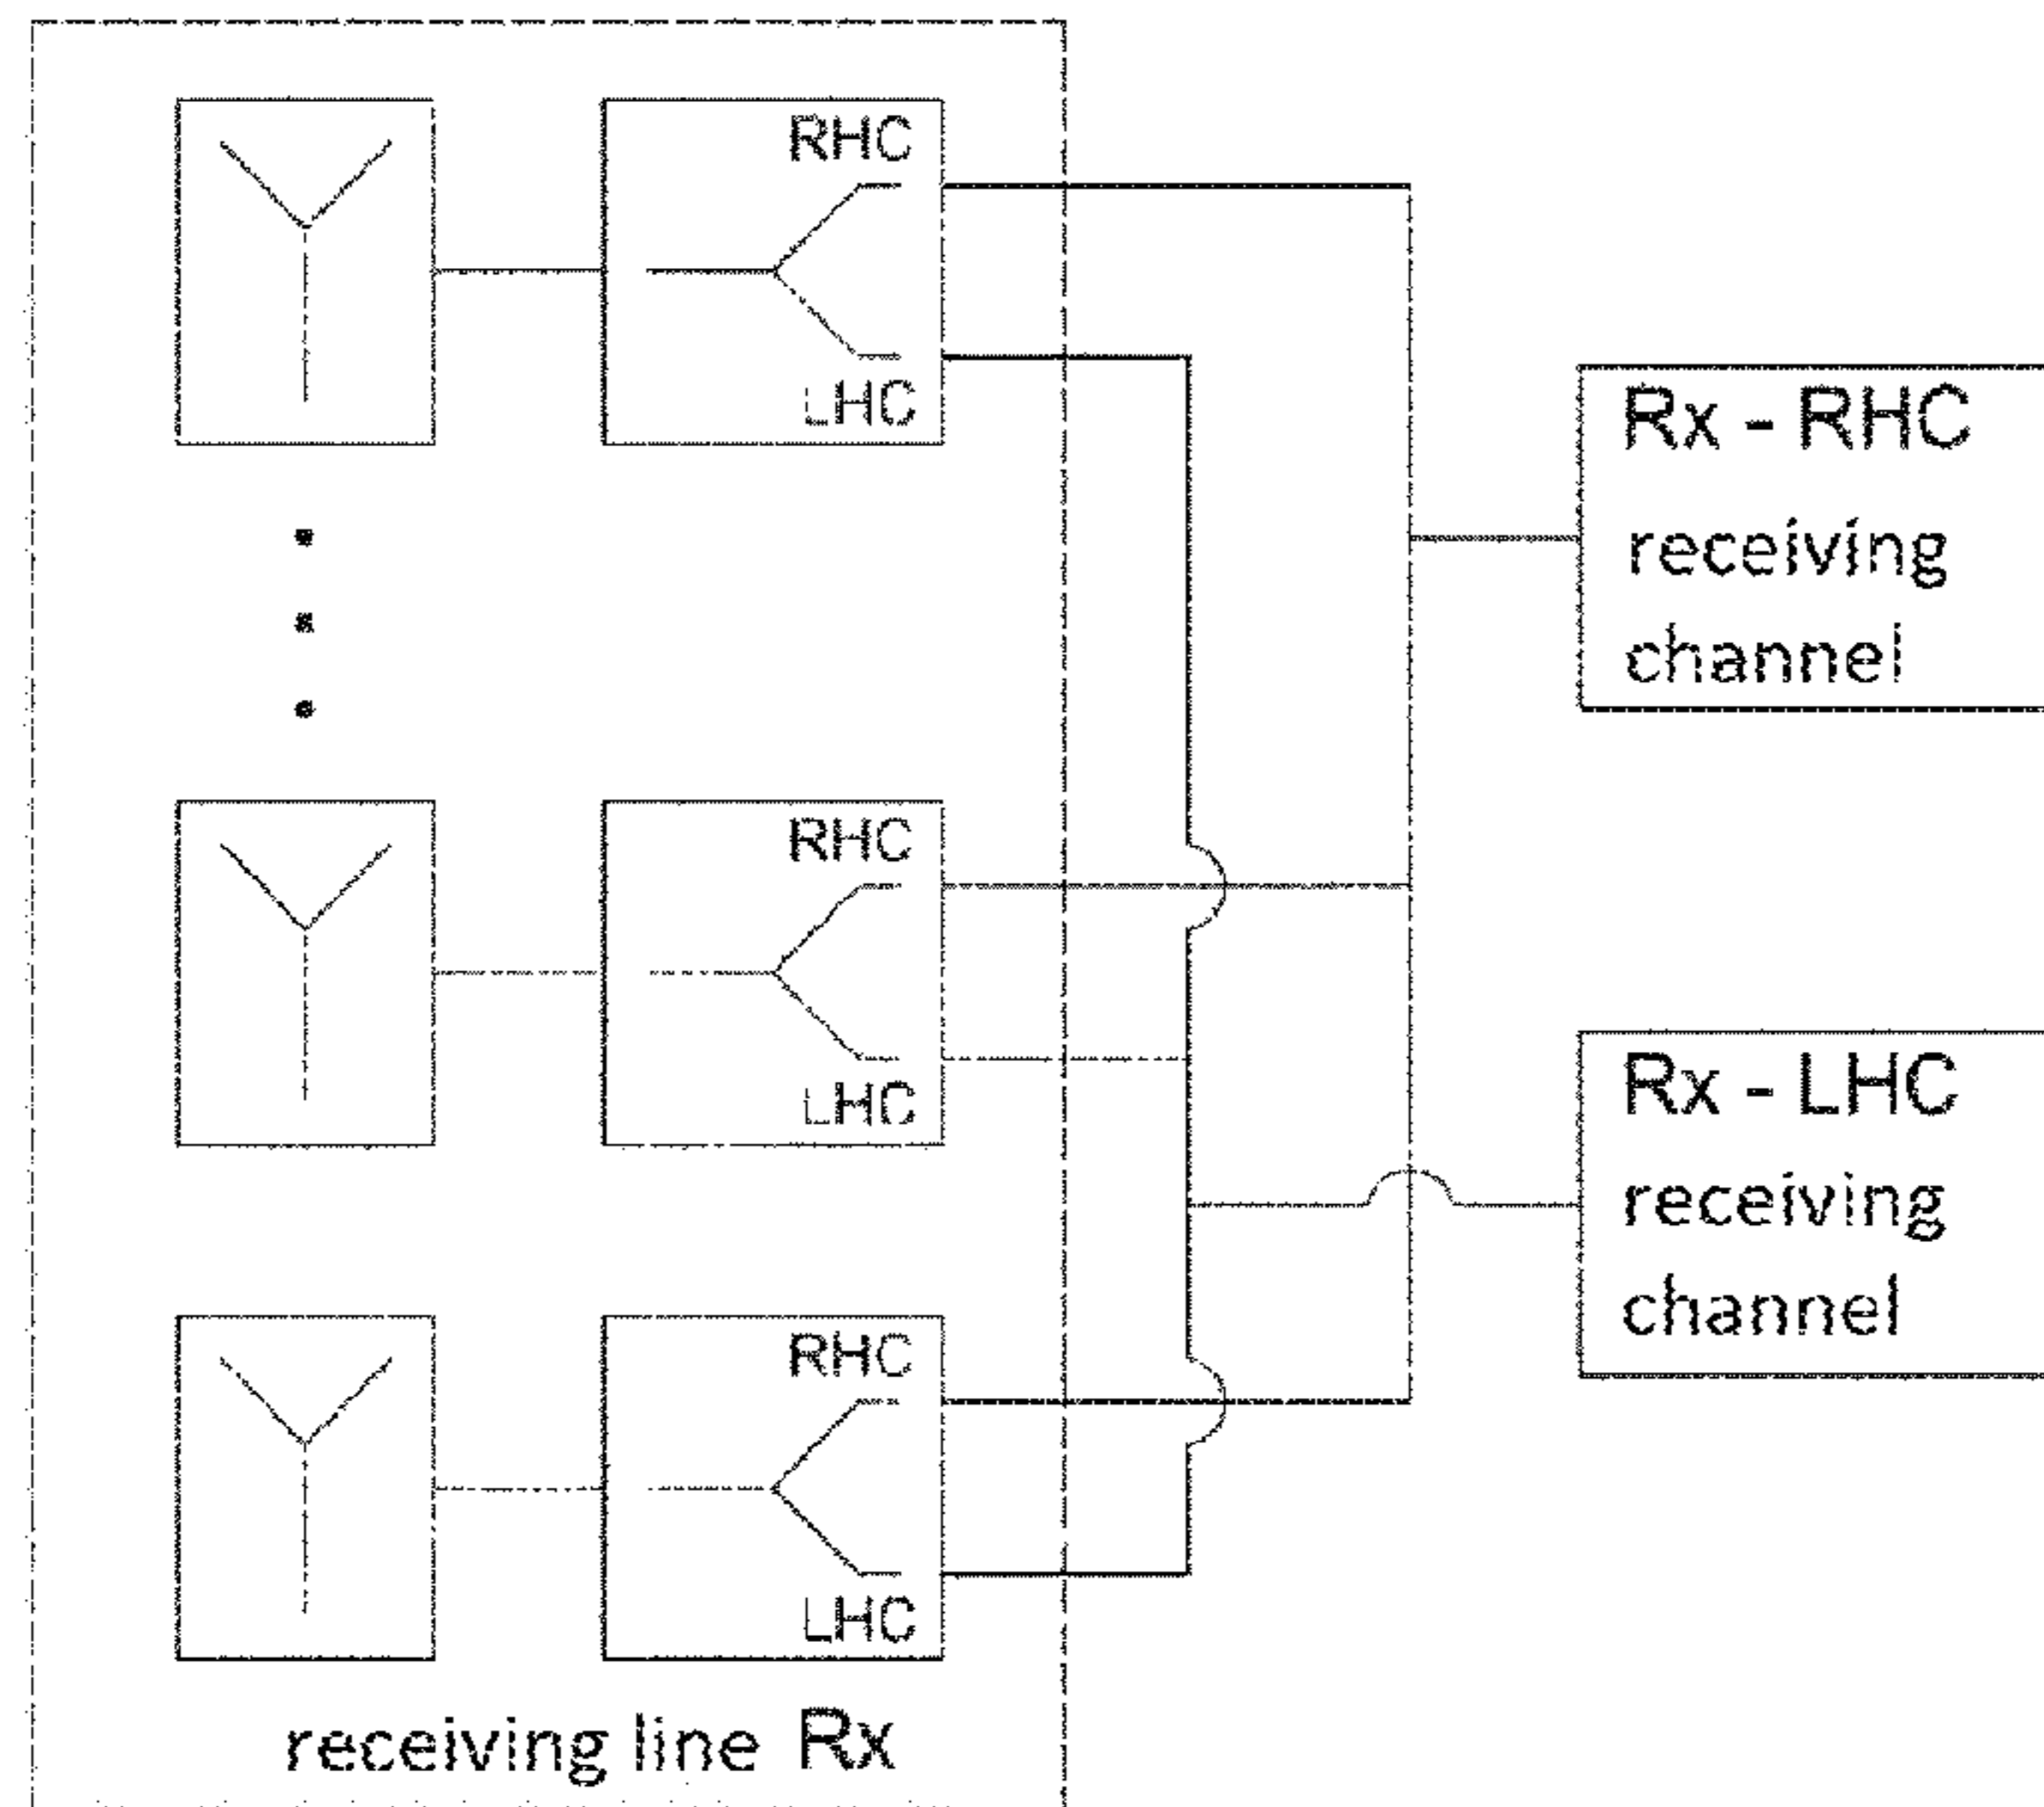 RHC
LHC
Rx - RHC
receiving
channel
RHC
LHC
Rx - LHC
receiving
channel
RHC
LHC
receiving line Rx